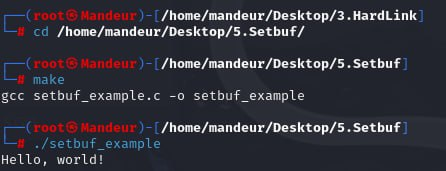 ┌──(root㉿Mandeur)-[/home/mandeur/Desktop/3.HardLink]
└─# cd /home/mandeur/Desktop/5.Setbuf/
┌──(root㉿Mandeur)-[/home/mandeur/Desktop/5.Setbuf]
└─# make
gcc setbuf_example.c -o setbuf_example
┌──(root㉿Mandeur)-[/home/mandeur/Desktop/5.Setbuf]
└─# ./setbuf_example
Hello, world!